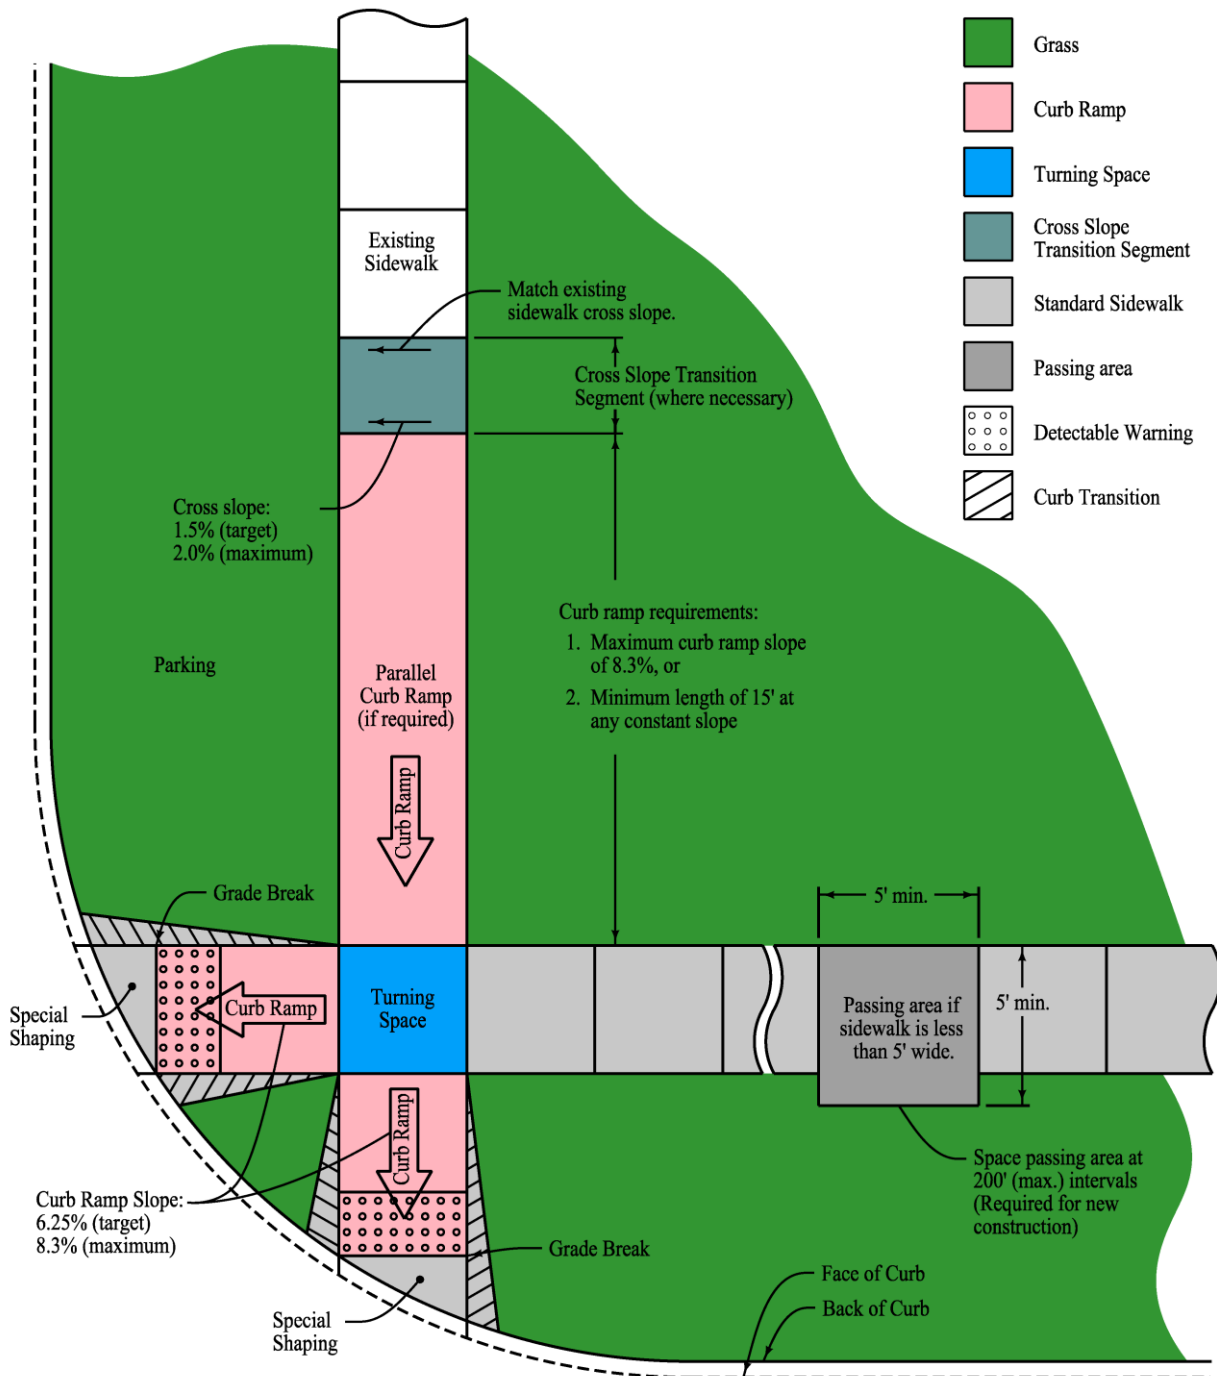 Grass
Curb Ramp
Turning Space
Cross Slope
Transition Segment
Standard Sidewalk
Passing area
Detectable Warning
Curb Transition
Existing
Sidewalk
Match existing
sidewalk cross slope.
Cross Slope Transition
Segment (where necessary)
Cross slope:
1.5% (target)
2.0% (maximum)
Curb ramp requirements:
1. Maximum curb ramp slope
of 8.3%, or
2. Minimum length of 15' at
any constant slope
Parking
Parallel
Curb Ramp
(if required)
Curb Ramp
Grade Break
5' min.
Special
Shaping
Curb Ramp
Turning
Space
Passing area if
sidewalk is less
than 5' wide.
5' min.
Curb Ramp
Space passing area at
200' (max.) intervals
(Required for new
construction)
Curb Ramp Slope:
6.25% (target)
8.3% (maximum)
Grade Break
Face of Curb
Back of Curb
Special
Shaping